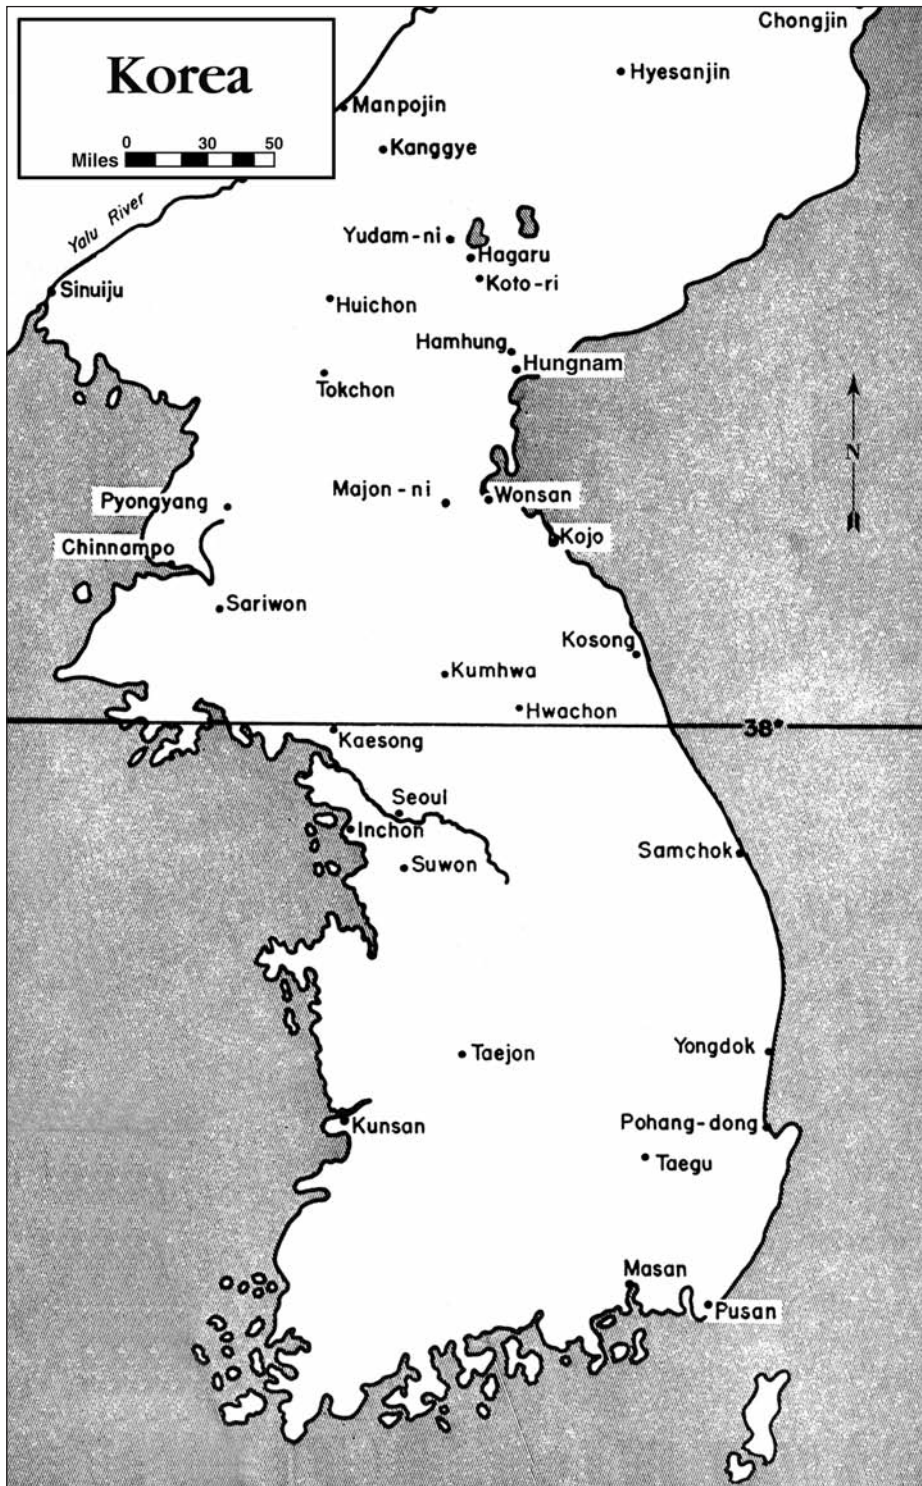 Chongjin
Korea
Hyesanjin
Manpojin
0 30 50
Miles
Kanggye
Yalu River
Yudam-ni
Hagaru
Koto-ri
Sinuiju
Huichon
Hamhung
Hungnam
Tokchon
N
Majon-ni
Wonsan
Pyongyang
Kojo
Chinnampo
Sariwon
Kosong
Kumhwa
Hwachon
38°
Kaesong
Seoul
Inchon
Samchok
Suwon
Taejon
Yongdok
Kunsan
Pohang-dong
Taegu
Masan
Pusan